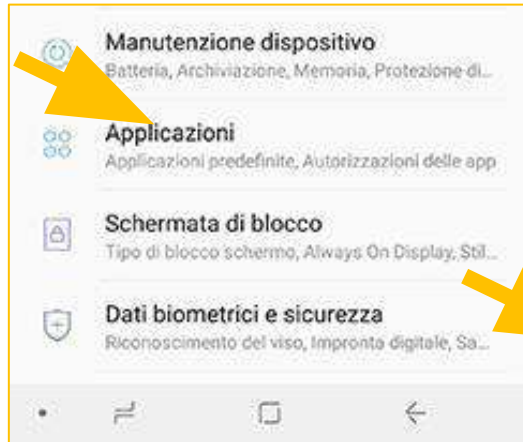 Manutenzione dispositivo
Batteria, Archiviazione, Memoria, Protezione di...
Applicazioni
Applicazioni predefinite, Autorizzazioni delle app
Schermata di blocco
Tipo di blocco schermo, Always On Display, Stil...
Dati biometrici e sicurezza
Riconoscimento del viso, Impronta digitale, Sa...